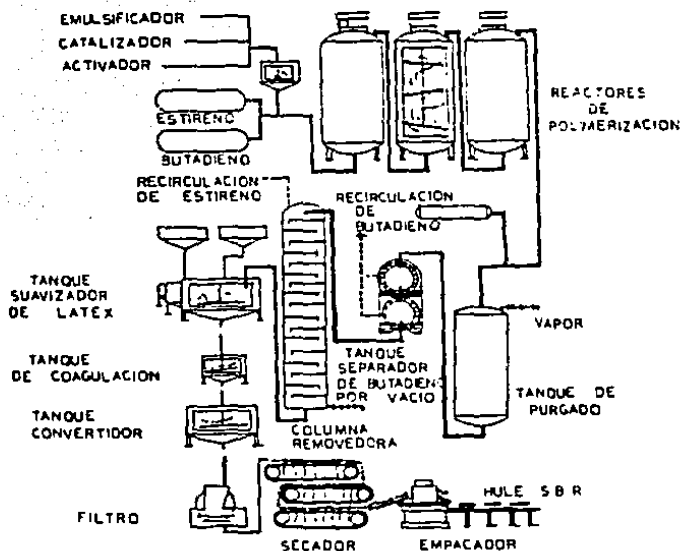 EMULSIFICADOR
CATALIZADOR
ACTIVADOR
ESTIRENO
BUTADIENO
REACTORES
DE
POLIMERIZACION
RECIRCULACION
DE ESTIRENO
RECIRCULACION
DE
BUTADIENO
TANQUE
SUAVIZADOR
DE LATEX
VAPOR
TANQUE
DE COAGULACION
TANQUE
SEPARADOR
DE BUTADIENO
POR VACIO
TANQUE DE
PURGADO
TANQUE
CONVERTIDOR
COLUMNA
REMOVEDORA
FILTRO
SECADOR
EMPACADOR
HULE S B R